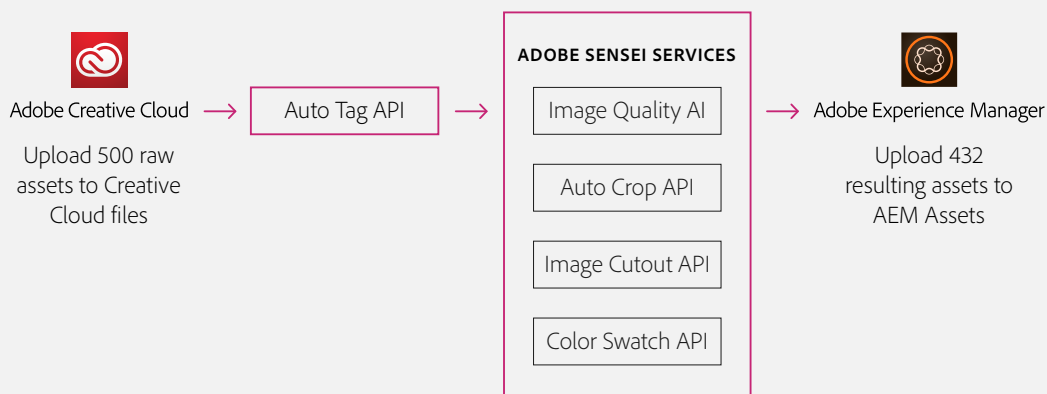 Adobe Creative Cloud
Upload 500 raw
assets to Creative
Cloud files
Auto Tag API
ADOBE SENSEI SERVICES
Image Quality AI
Auto Crop API
Image Cutout API
Color Swatch API
Adobe Experience Manager
Upload 432
resulting assets to
AEM Assets